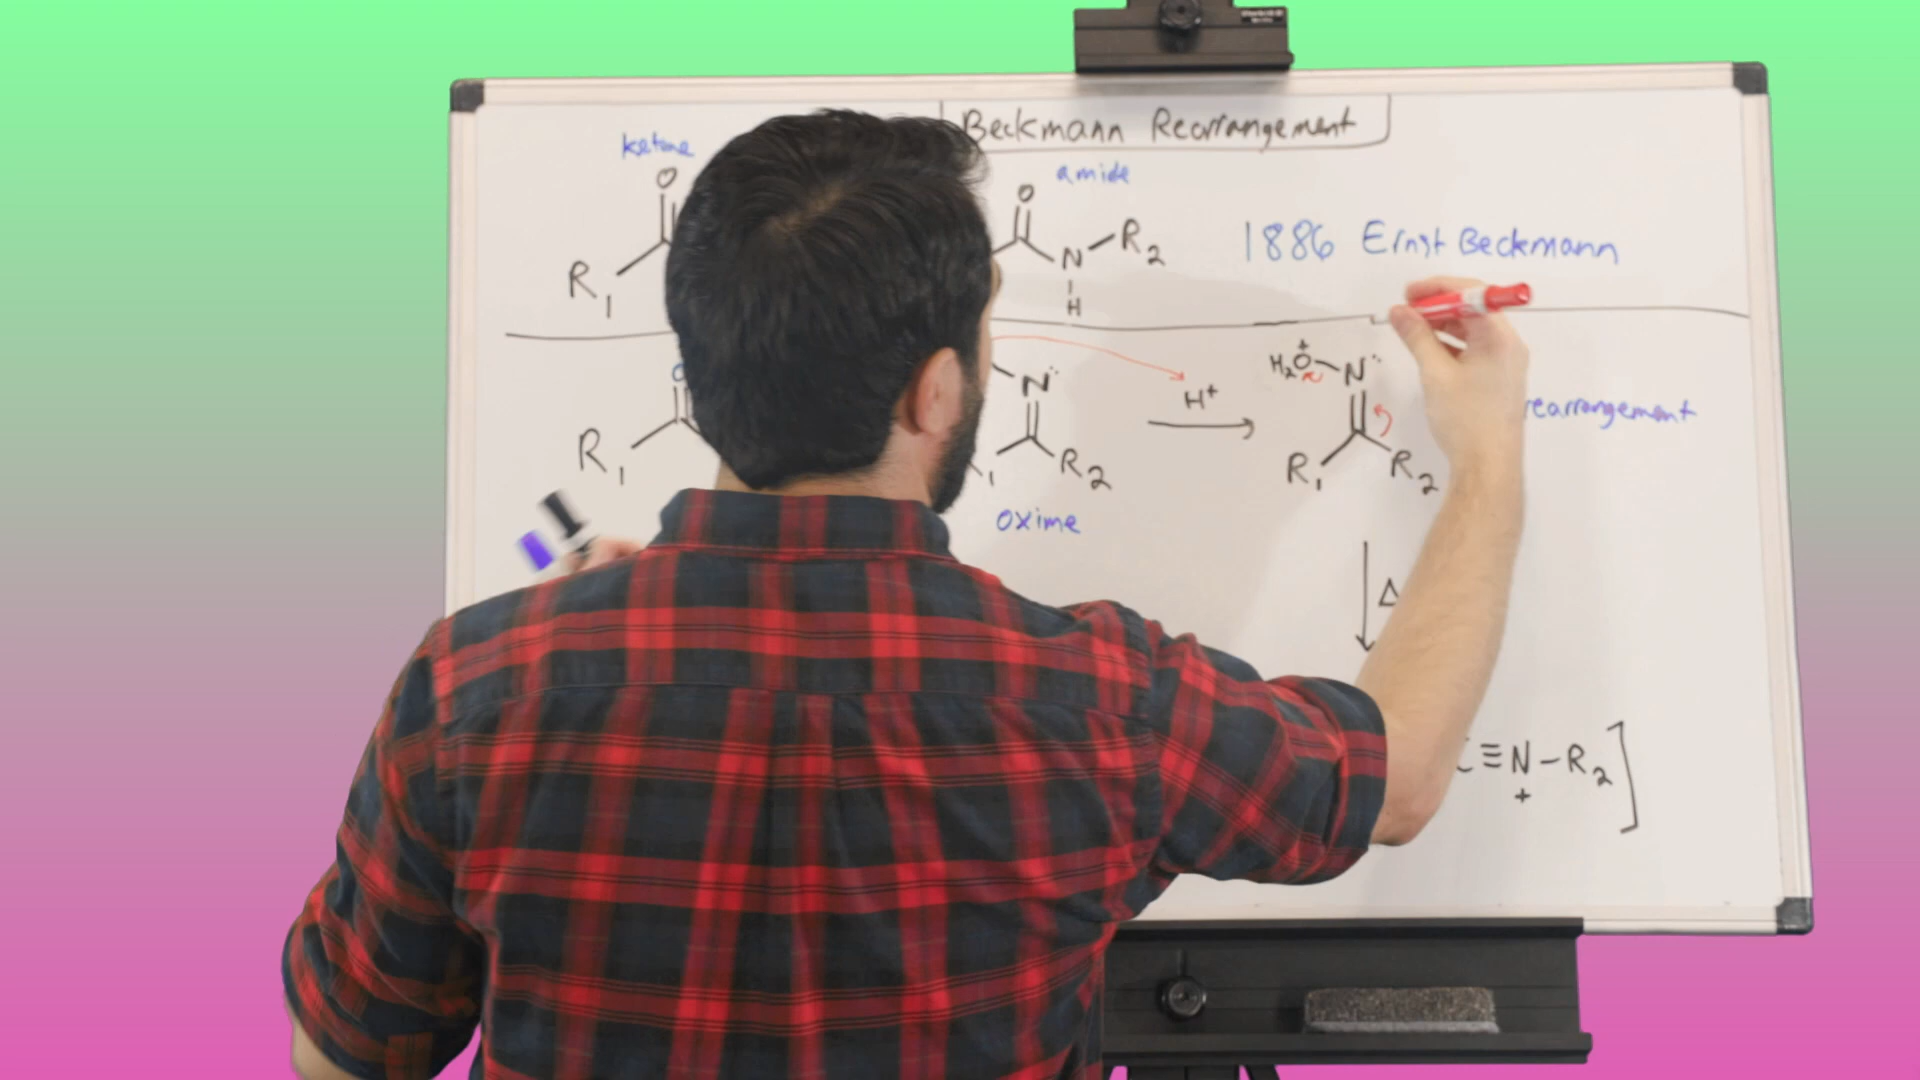 Beckmann Rearrangement
ketone
amide
O
O
R1
N-R2
H
1886 Ernst Beckmann
R1
N̈
R2
oxime
H+
H2O+-N̈
R1
R2
rearrangement
Δ
≡N-R2]
+